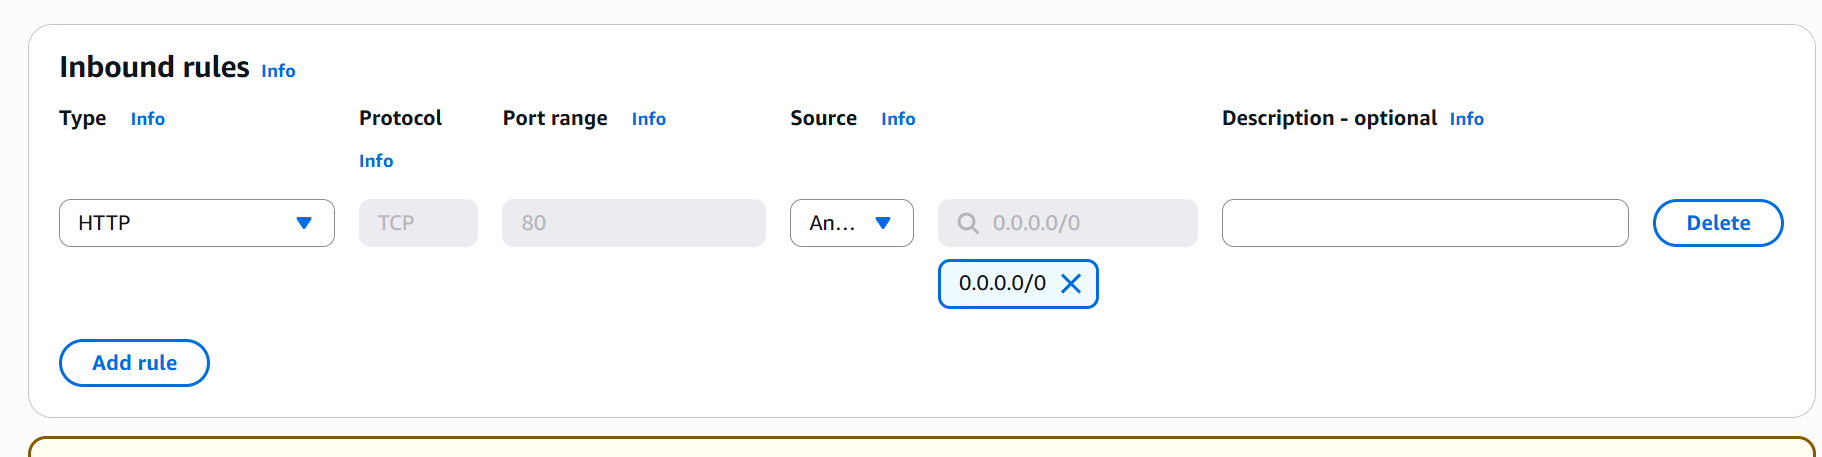 Inbound rules Info
Type Info Protocol Port range Info Source Info Description - optional Info
Info
HTTP TCP 80 An... 0.0.0.0/0 Delete
0.0.0.0/0
Add rule